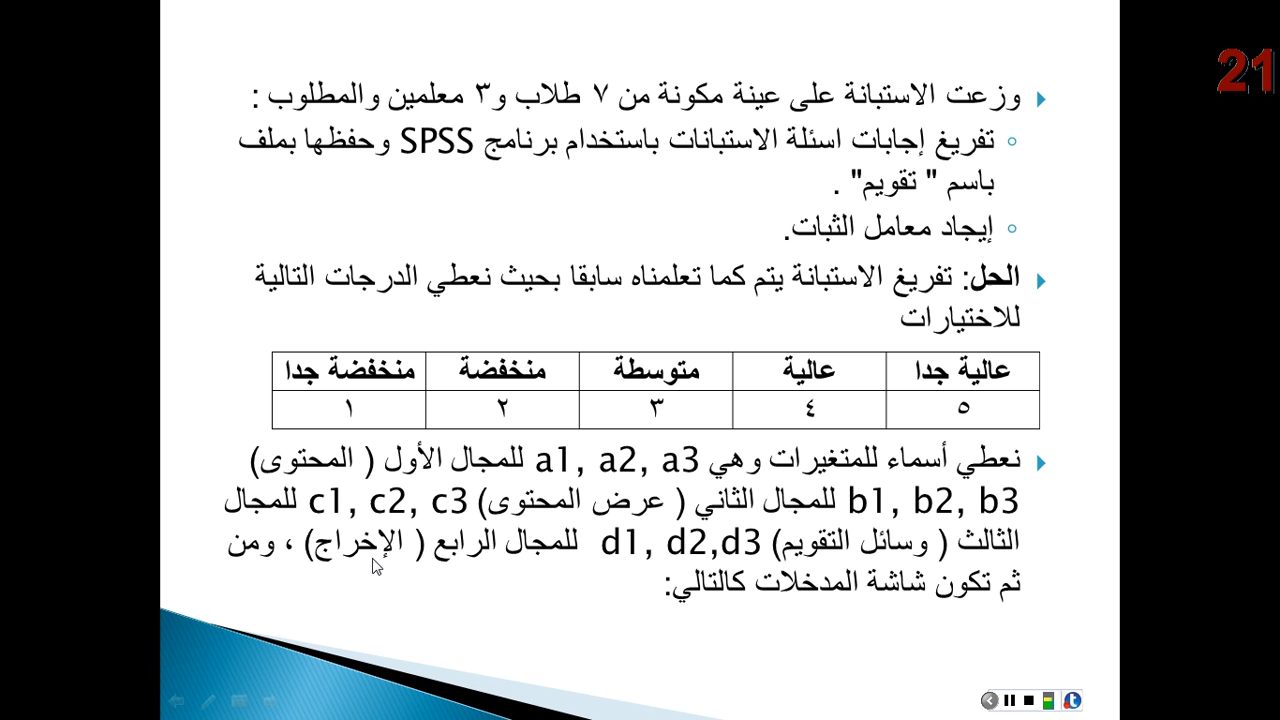 21
وزعت الاستبانة على عينة مكونة من ٧ طلاب و٣ معلمين والمطلوب :
تفريغ إجابات اسئلة الاستبانات باستخدام برنامج SPSS وحفظها بملف
باسم " تقويم" .
إيجاد معامل الثبات.
الحل: تفريغ الاستبانة يتم كما تعلمناه سابقا بحيث نعطي الدرجات التالية
للاختيارات
عالية جدا عالية متوسطة منخفضة منخفضة جدا
٥ ٤ ٣ ٢ ١
نعطي أسماء للمتغيرات وهي a1, a2, a3 للمجال الأول ( المحتوى)
b1, b2, b3 للمجال الثاني ( عرض المحتوى) c1, c2, c3 للمجال
الثالث ( وسائل التقويم) d1, d2,d3 للمجال الرابع ( الإخراج) ، ومن
ثم تكون شاشة المدخلات كالتالي: